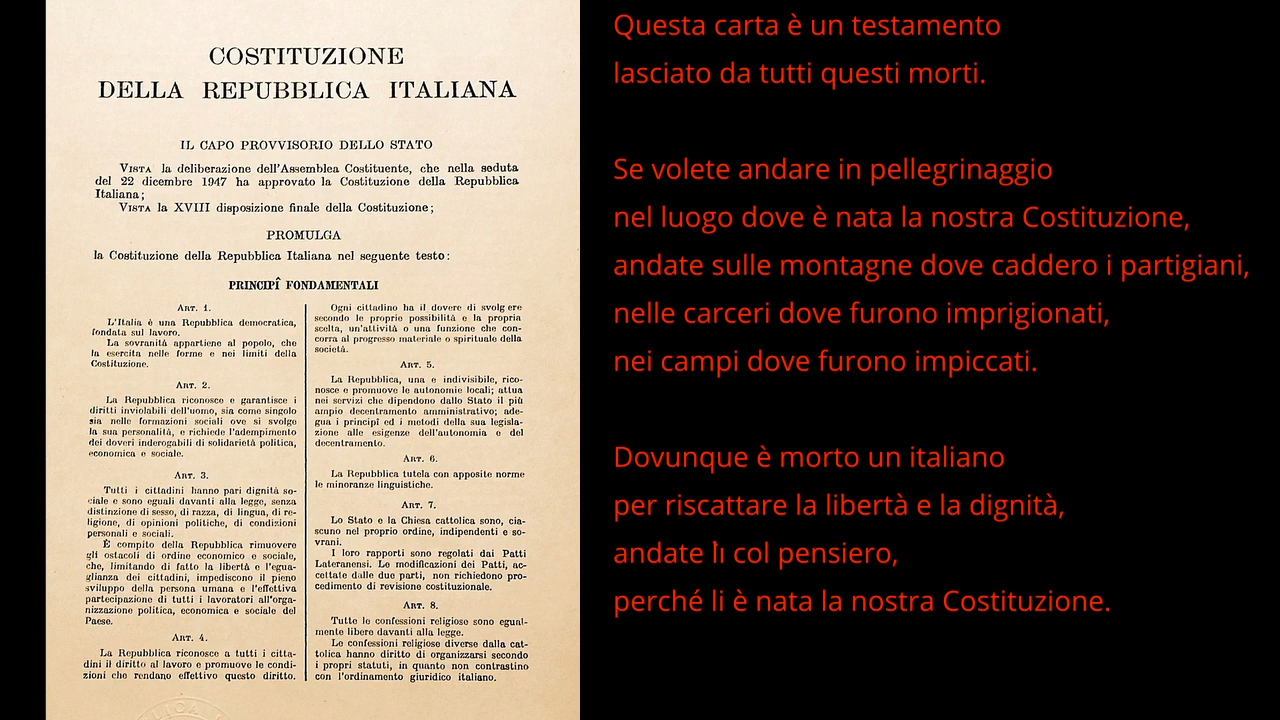 COSTITUZIONE
DELLA REPUBBLICA ITALIANA
IL CAPO PROVVISORIO DELLO STATO
VISTA la deliberazione dell'Assemblea Costituente, che nella seduta
del 22 dicembre 1947 ha approvato la Costituzione della Repubblica
Italiana;
VISTA la XVIII disposizione finale della Costituzione;
PROMULGA
la Costituzione della Repubblica Italiana nel seguente testo:
PRINCIPÎ FONDAMENTALI
ART. 1.
L'Italia è una Repubblica democratica,
fondata sul lavoro.
La sovranità appartiene al popolo, che
la esercita nelle forme e nei limiti della
Costituzione.
ART. 2.
La Repubblica riconosce e garantisce i
diritti inviolabili dell'uomo, sia come singolo
sia nelle formazioni sociali ove si svolge
la sua personalità, e richiede l'adempimento
dei doveri inderogabili di solidarietà politica,
economica e sociale.
ART. 3.
Tutti i cittadini hanno pari dignità so-
ciale e sono eguali davanti alla legge, senza
distinzione di sesso, di razza, di lingua, di re-
ligione, di opinioni politiche, di condizioni
personali e sociali.
È compito della Repubblica rimuovere
gli ostacoli di ordine economico e sociale,
che, limitando di fatto la libertà e l'egua-
glianza dei cittadini, impediscono il pieno
sviluppo della persona umana e l'effettiva
partecipazione di tutti i lavoratori all'orga-
nizzazione politica, economica e sociale del
Paese.
ART. 4.
La Repubblica riconosce a tutti i citta-
dini il diritto al lavoro e promuove le condi-
zioni che rendano effettivo questo diritto.
Ogni cittadino ha il dovere di svolgere
secondo le proprie possibilità e la propria
scelta, un'attività o una funzione che con-
corra al progresso materiale o spirituale della
società.
ART. 5.
La Repubblica, una e indivisibile, rico-
nosce e promuove le autonomie locali; attua
nei servizi che dipendono dallo Stato il più
ampio decentramento amministrativo; ade-
gua i principî ed i metodi della sua legisla-
zione alle esigenze dell'autonomia e del
decentramento.
ART. 6.
La Repubblica tutela con apposite norme
le minoranze linguistiche.
ART. 7.
Lo Stato e la Chiesa cattolica sono, cia-
scuno nel proprio ordine, indipendenti e so-
vrani.
I loro rapporti sono regolati dai Patti
Lateranensi. Le modificazioni dei Patti, ac-
cettate dalle due parti, non richiedono pro-
cedimento di revisione costituzionale.
ART. 8.
Tutte le confessioni religiose sono egual-
mente libere davanti alla legge.
Le confessioni religiose diverse dalla cat-
tolica hanno diritto di organizzarsi secondo
i propri statuti, in quanto non contrastino
con l'ordinamento giuridico italiano.
Questa carta è un testamento
lasciato da tutti questi morti.
Se volete andare in pellegrinaggio
nel luogo dove è nata la nostra Costituzione,
andate sulle montagne dove caddero i partigiani,
nelle carceri dove furono imprigionati,
nei campi dove furono impiccati.
Dovunque è morto un italiano
per riscattare la libertà e la dignità,
andate lì col pensiero,
perché li è nata la nostra Costituzione.